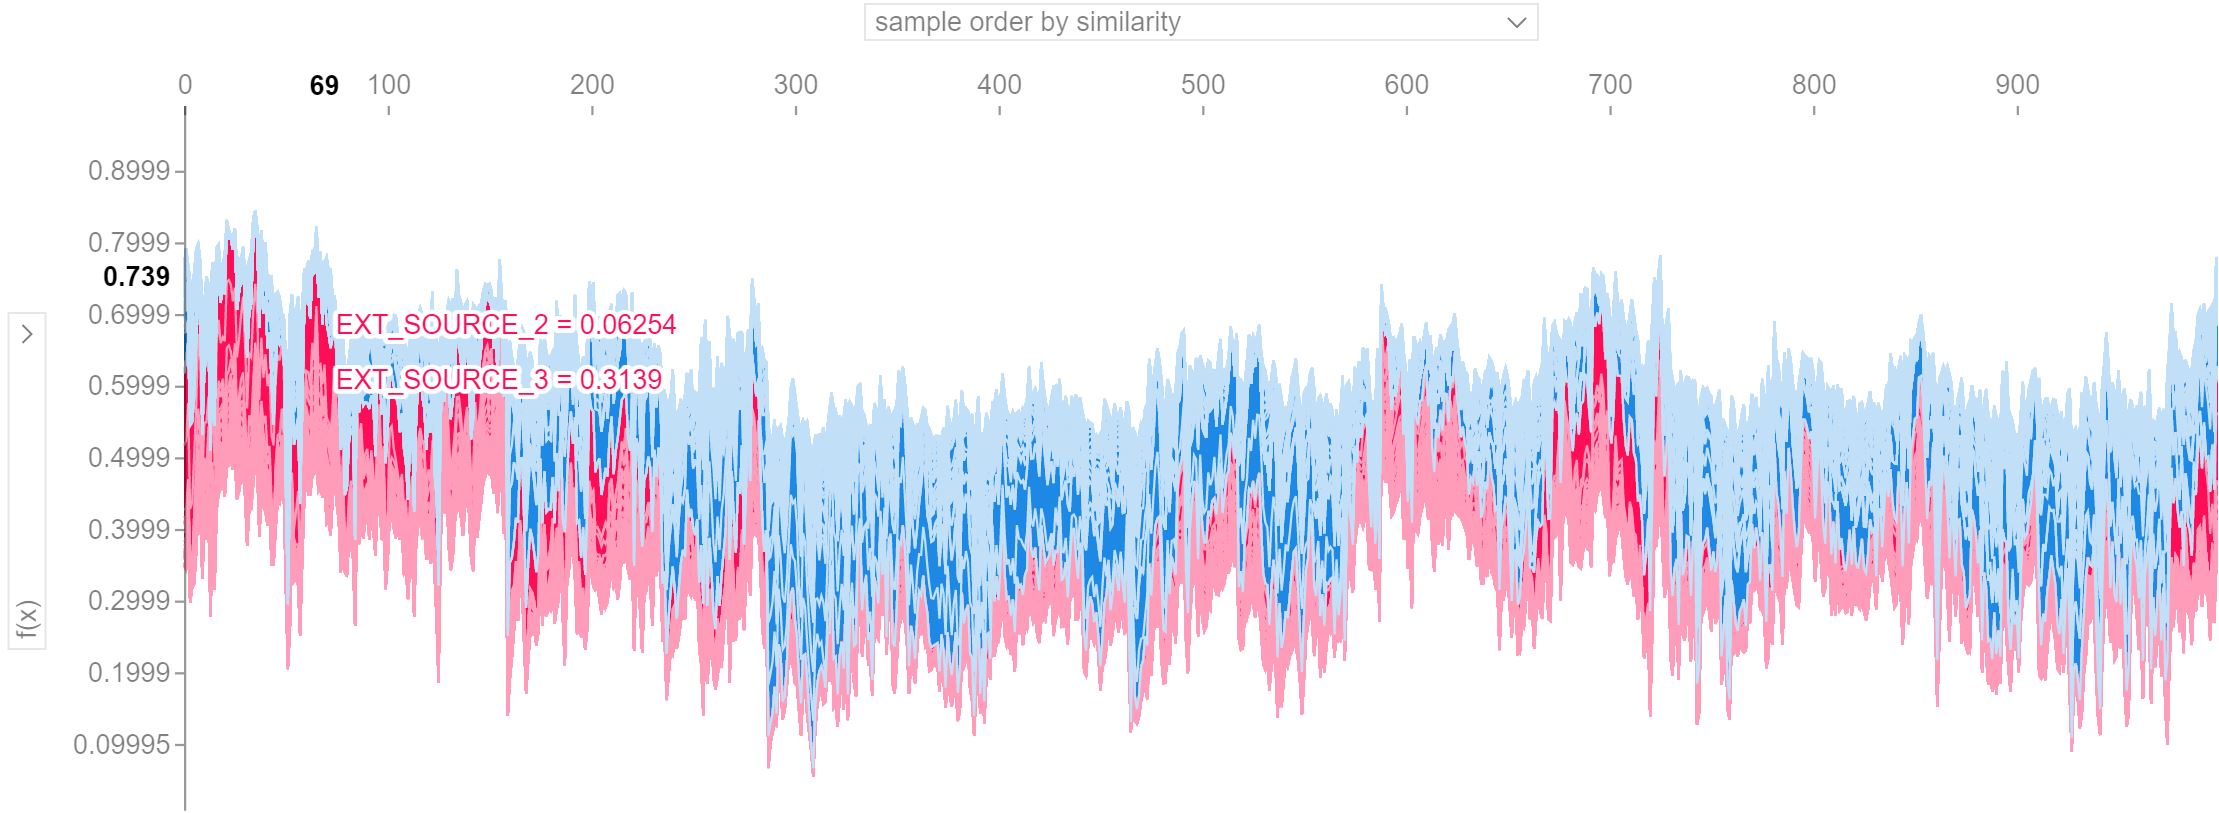 sample order by similarity
0 69 100 200 300 400 500 600 700 800 900
0.8999
0.7999
0.739
0.6999
EXT_SOURCE_2 = 0.06254
0.5999
EXT_SOURCE_3 = 0.3139
0.4999
0.3999
0.2999
f(x)
0.1999
0.09995